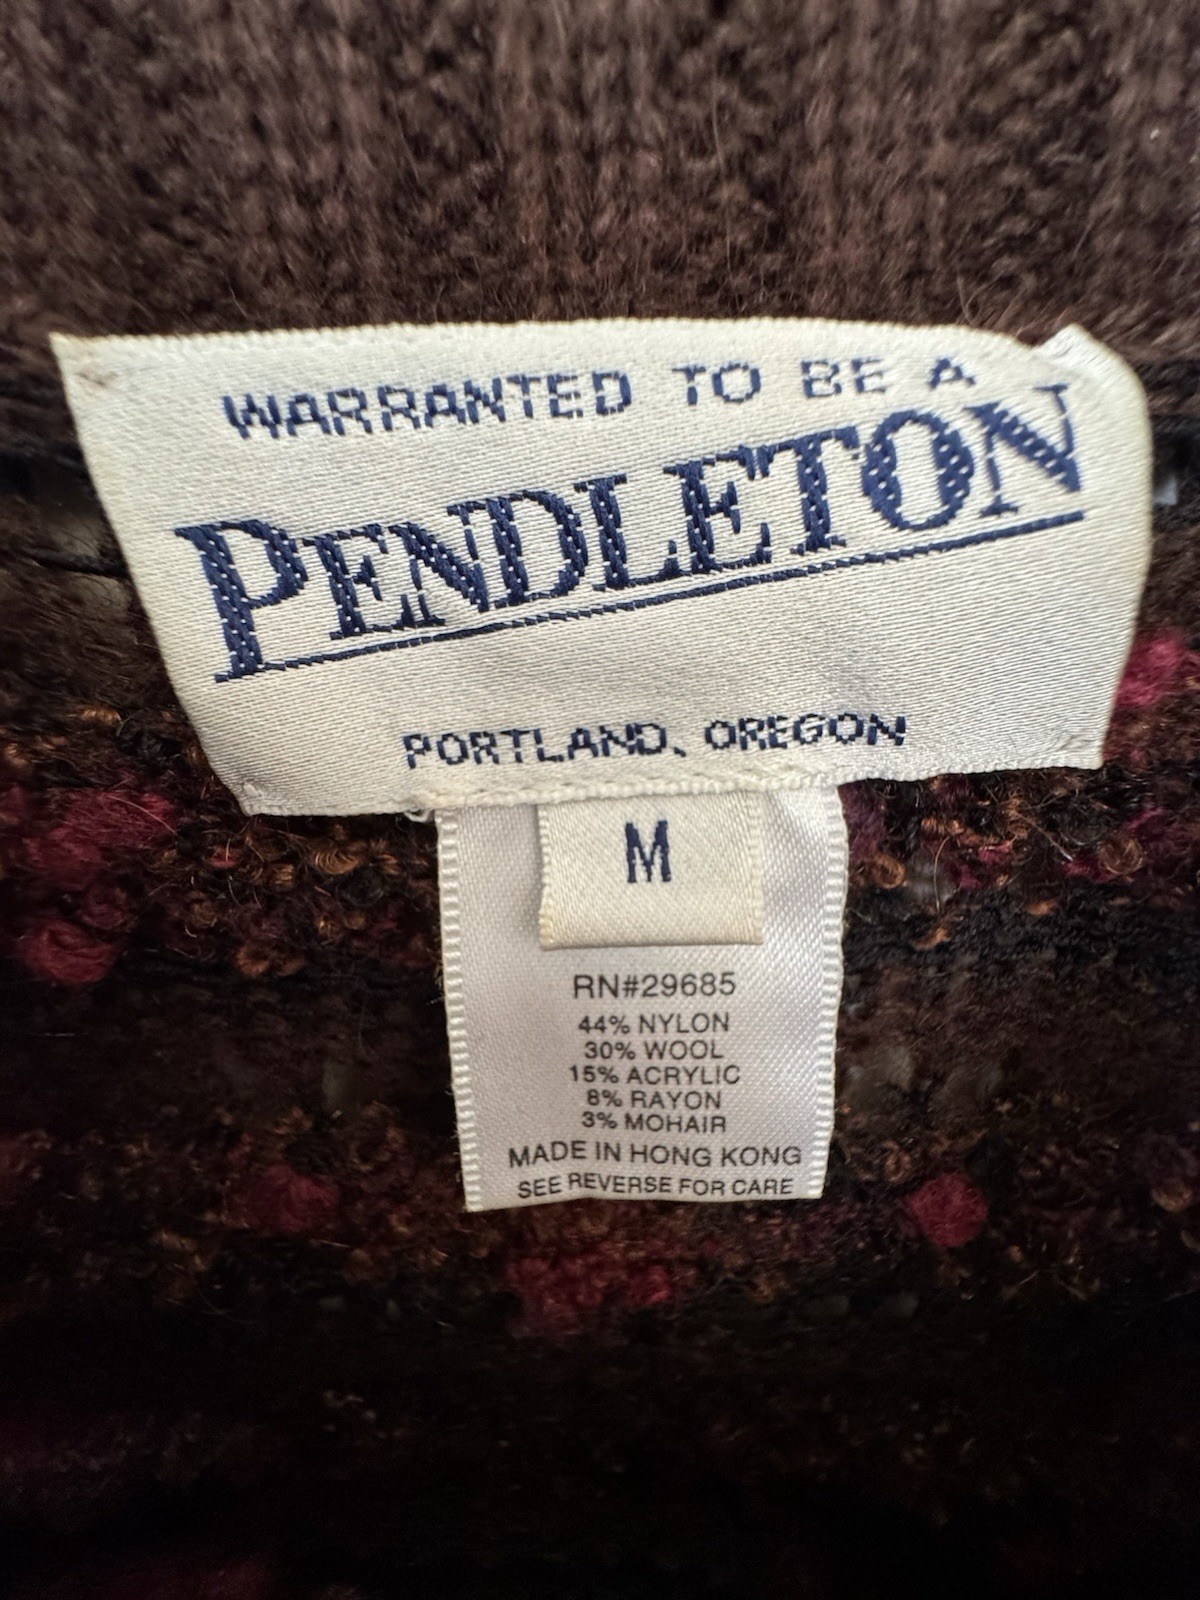 WARRANTED TO BE A
PENDLETON
PORTLAND, OREGON
M
RN#29685
44% NYLON
30% WOOL
15% ACRYLIC
8% RAYON
3% MOHAIR
MADE IN HONG KONG
SEE REVERSE FOR CARE